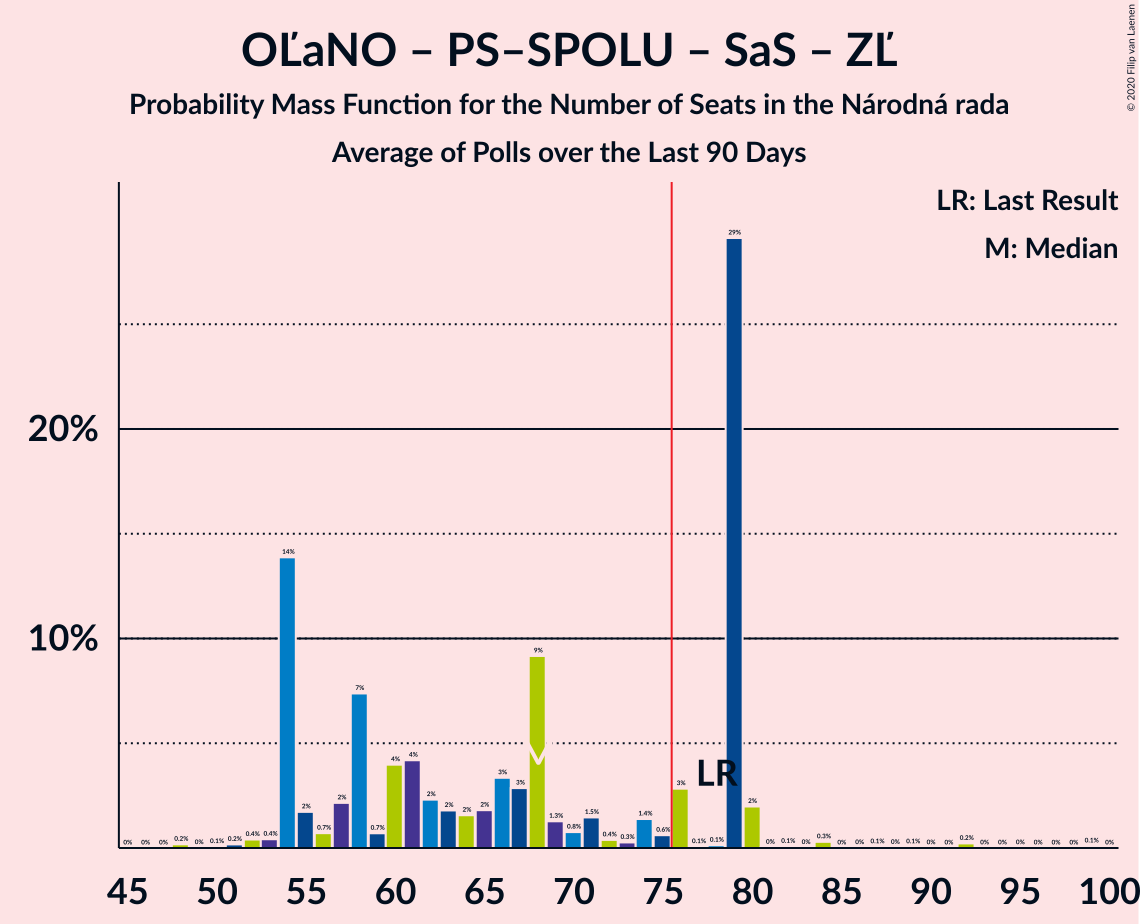 OĽaNO – PS–SPOLU – SaS – ZĽ
Probability Mass Function for the Number of Seats in the Národná rada
Average of Polls over the Last 90 Days
© 2020 Filip van Laenen
LR: Last Result
M: Median
20%
10%
0% 0% 0% 0.2% 0% 0.1% 0.2% 0.4% 0.4% 14% 2% 0.7% 2% 7% 0.7% 4% 4% 2% 2% 2% 2% 3% 3% 9% 1.3% 0.8% 1.5% 0.4% 0.3% 1.4% 0.6% 3% 0.1% 0.1% 29% 2% 0% 0.1% 0% 0.3% 0% 0% 0.1% 0% 0.1% 0% 0% 0.2% 0% 0% 0% 0% 0% 0% 0.1% 0%
LR
45 50 55 60 65 70 75 80 85 90 95 100